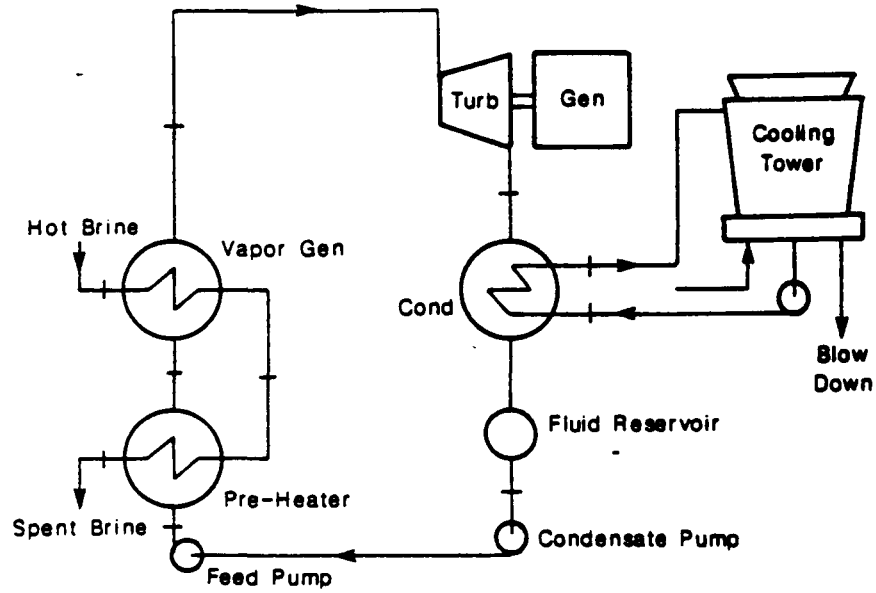 Turb
Gen
Cooling
Tower
Hot Brine
Vapor Gen
Cond
Blow
Down
Fluid Reservoir
Pre-Heater
Spent Brine
Condensate Pump
Feed Pump